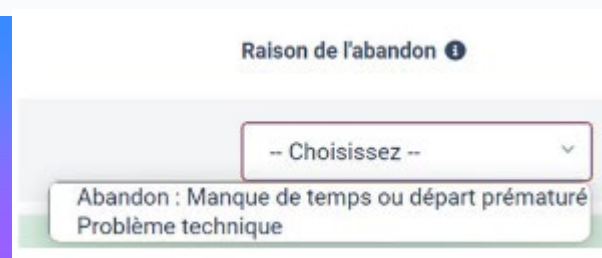 Raison de l'abandon
-- Choisissez --
Abandon : Manque de temps ou départ prématuré
Problème technique